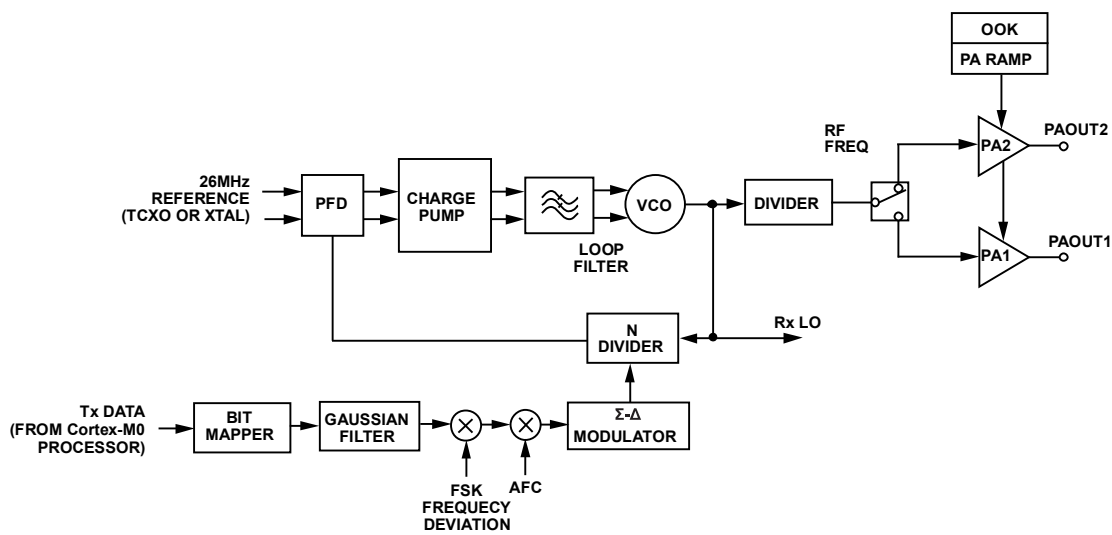 OOK
PA RAMP
RF
FREQ
PA2
PAOUT2
26MHz
REFERENCE
(TCXO OR XTAL)
PFD
CHARGE
PUMP
LOOP
FILTER
VCO
DIVIDER
PA1
PAOUT1
N
DIVIDER
Rx LO
Tx DATA
(FROM Cortex-M0
PROCESSOR)
BIT
MAPPER
GAUSSIAN
FILTER
FSK
FREQUECY
DEVIATION
AFC
Σ-Δ
MODULATOR